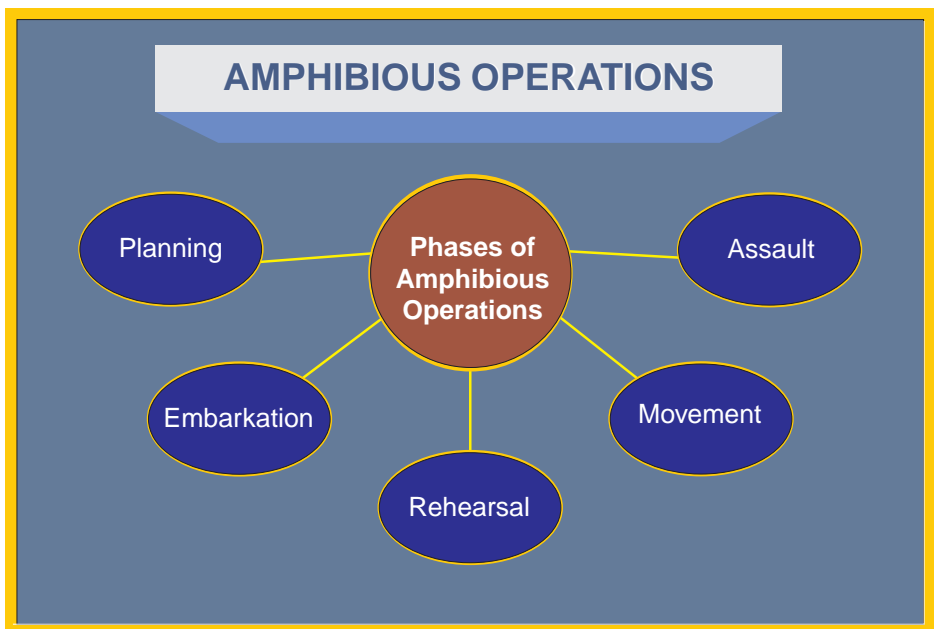 AMPHIBIOUS OPERATIONS
Phases of
Amphibious
Operations
Planning
Embarkation
Rehearsal
Movement
Assault